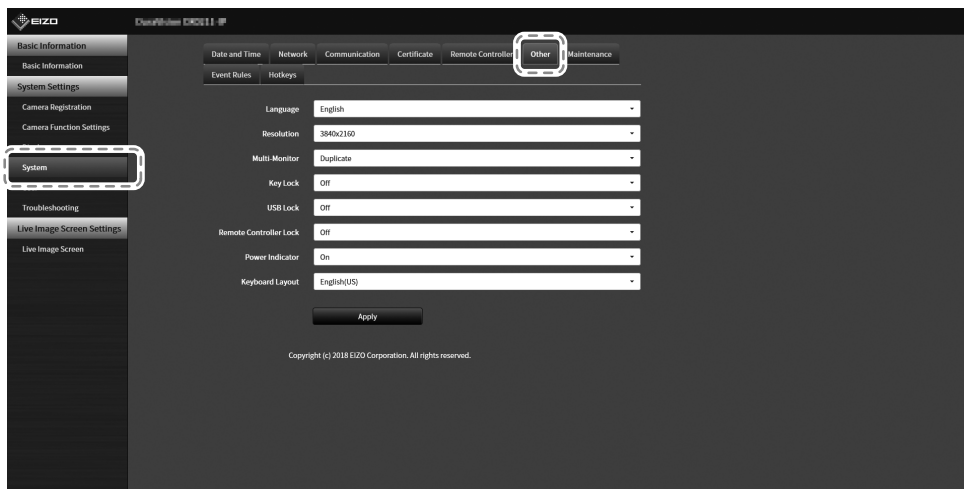 EIZO
Basic Information
Basic Information
System Settings
Camera Registration
Camera Function Settings
System
Troubleshooting
Live Image Screen Settings
Live Image Screen
Date and Time Network Communication Certificate Remote Controller Other Maintenance
Event Rules Hotkeys
Language English
Resolution 3840x2160
Multi-Monitor Duplicate
Key Lock Off
USB Lock Off
Remote Controller Lock Off
Power Indicator On
Keyboard Layout English(US)
Apply
Copyright (c) 2018 EIZO Corporation. All rights reserved.